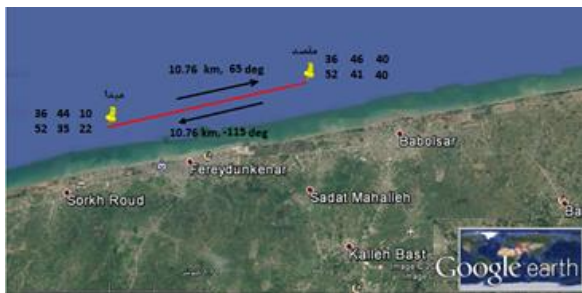 مقصد
36 46 40
52 41 40
10.76 km, 65 deg
مبدا
36 44 10
52 35 22
10.76 km, -115 deg
Babolsar
Fereydunkenar
Sorkh Roud
Sadat Mahalleh
Ba
Kalleh Bast
Google earth